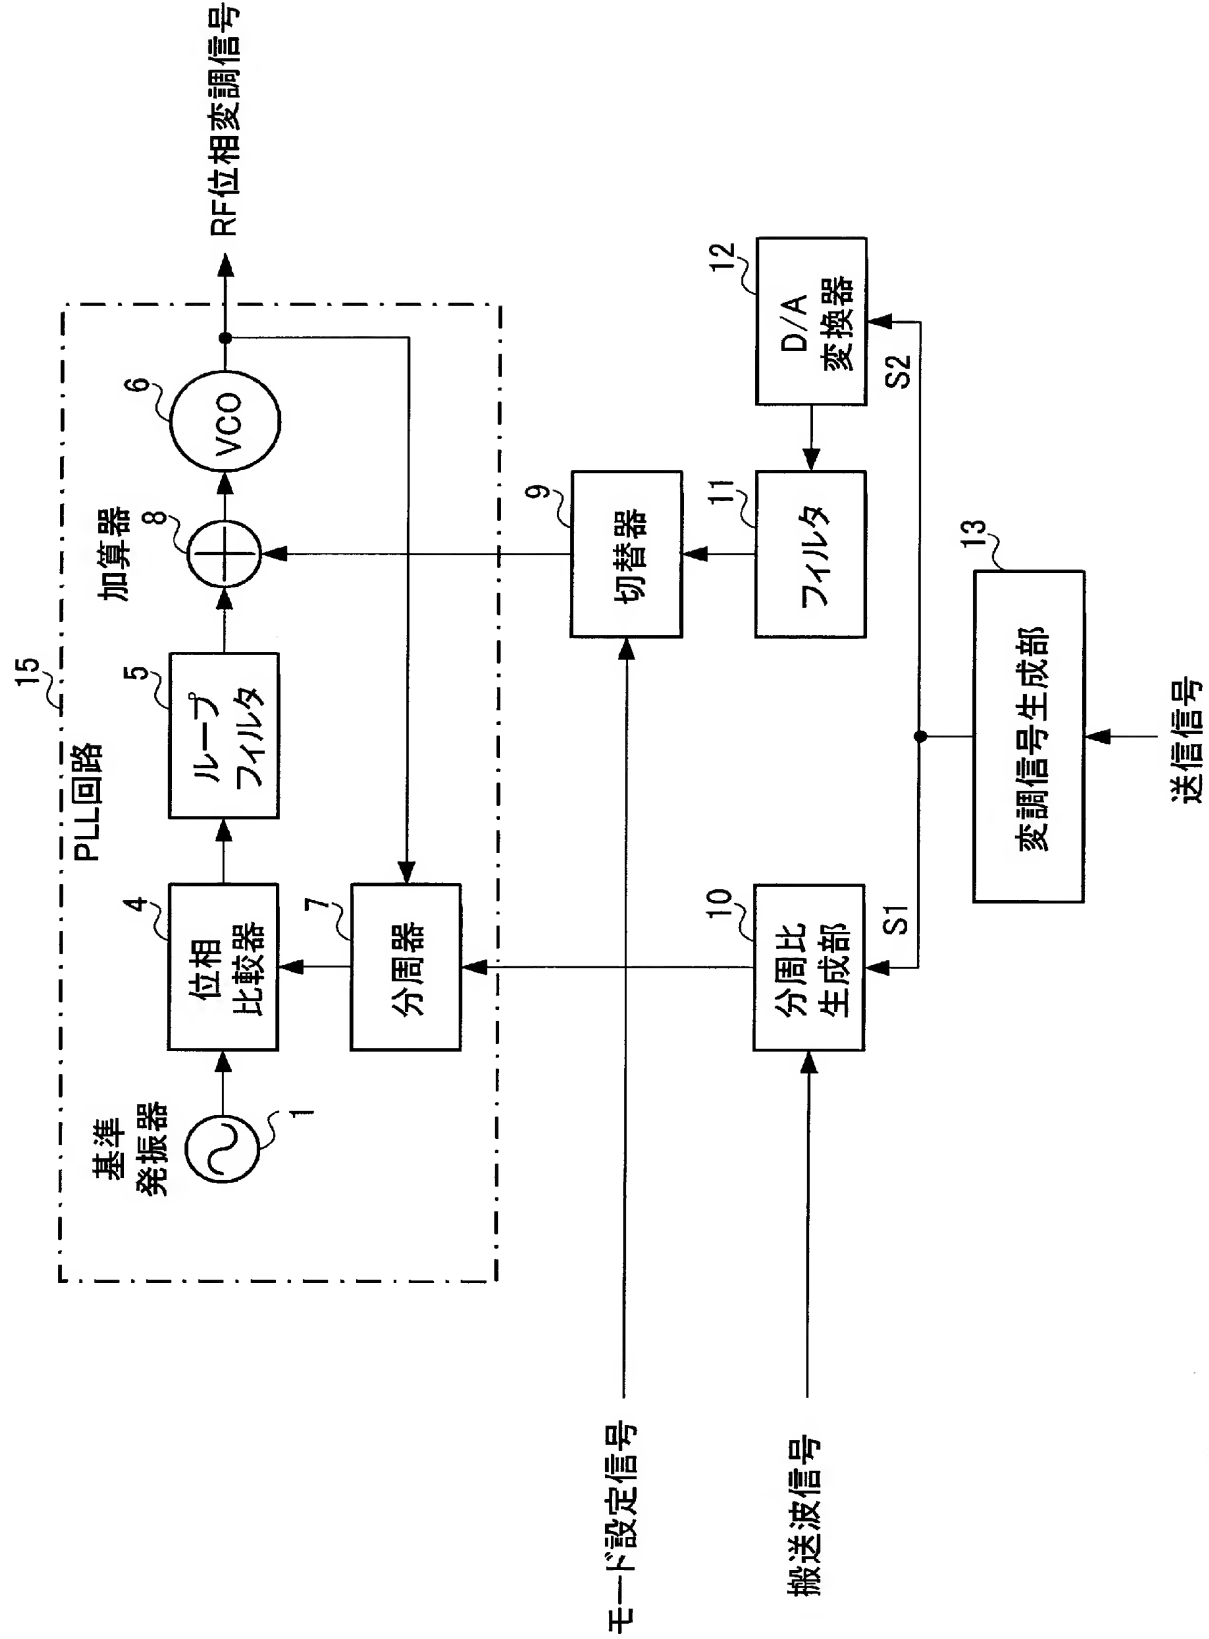 15
PLL回路
基準
発振器
1
4
位相
比較器
5
ループ
フィルタ
加算器
8
6
VCO
RF位相変調信号
7
分周器
モード設定信号
9
切替器
搬送波信号
10
分周比
生成部
11
フィルタ
12
D/A
変換器
S1
S2
13
変調信号生成部
送信信号